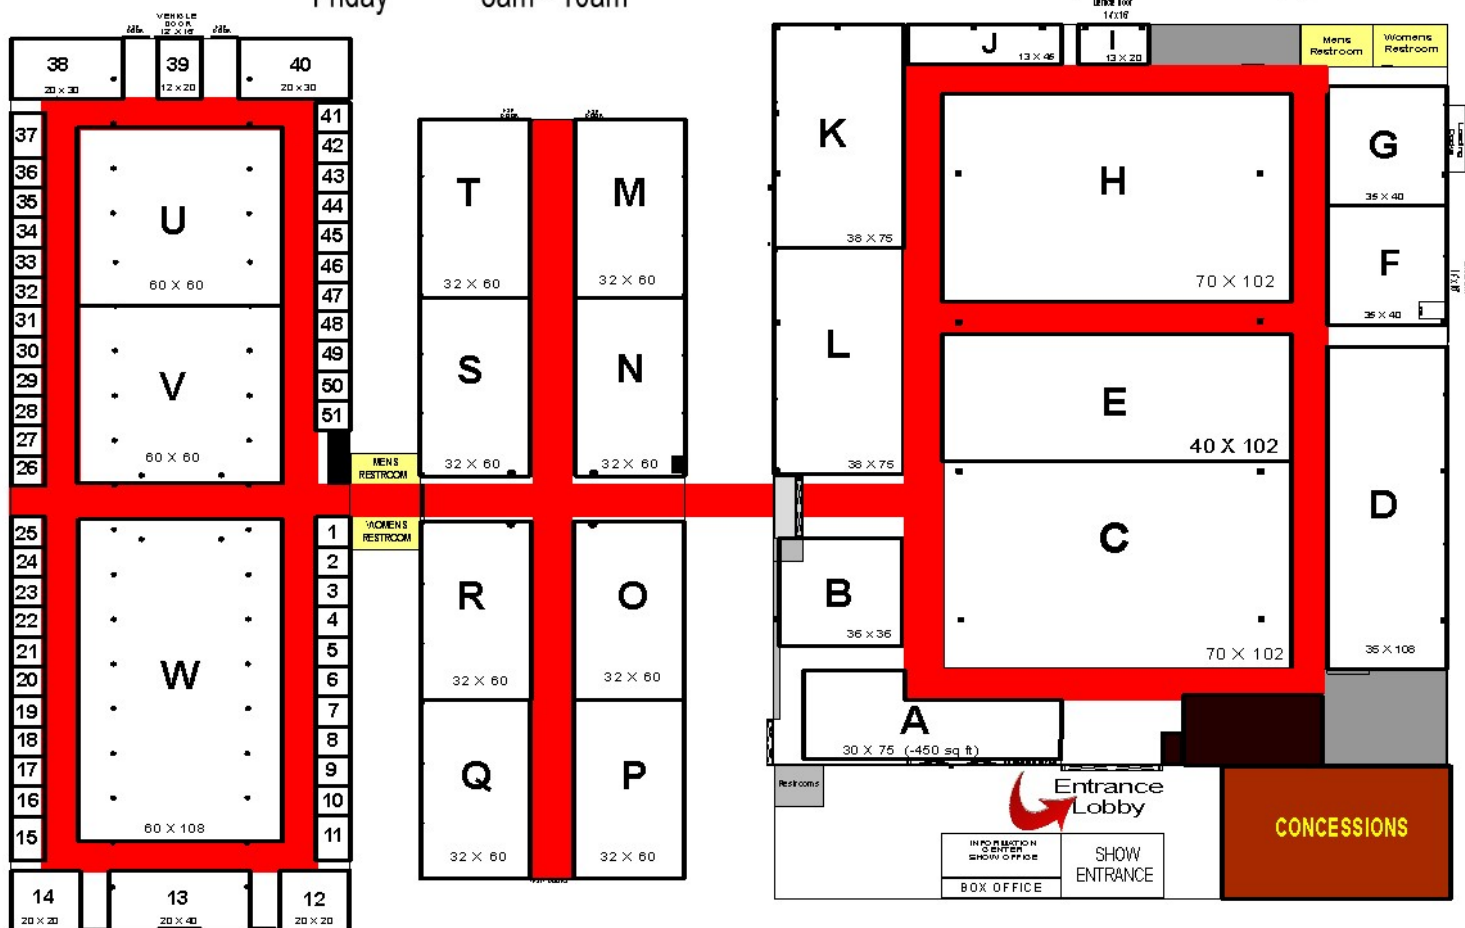 Friday 8am - 10am
VEHICLE
DOOR
12' X 16'
38
20 x 30
39
12 x 20
40
20 x 30
37
36
35
34
33
32
31
30
29
28
27
26
U
60 X 60
V
60 X 60
41
42
43
44
45
46
47
48
49
50
51
MENS
RESTROOM
WOMENS
RESTROOM
25
24
23
22
21
20
19
18
17
16
15
W
60 X 108
1
2
3
4
5
6
7
8
9
10
11
14
20 X 20
13
20 X 40
12
20 X 20
T
32 X 60
M
32 X 60
S
32 X 60
N
32 X 60
R
32 X 60
O
32 X 60
Q
32 X 60
P
32 X 60
K
38 X 75
J
13 X 45
I
13 X 20
Mens
Restroom
Womens
Restroom
H
70 X 102
G
35 X 40
Loading
F
35 X 40
L
38 X 75
E
40 X 102
C
70 X 102
D
35 X 108
B
36 x 36
A
30 X 75 (-450 sq ft)
Restrooms
Entrance
Lobby
INFORMATION
CENTER
SHOW OFFICE
BOX OFFICE
SHOW
ENTRANCE
CONCESSIONS